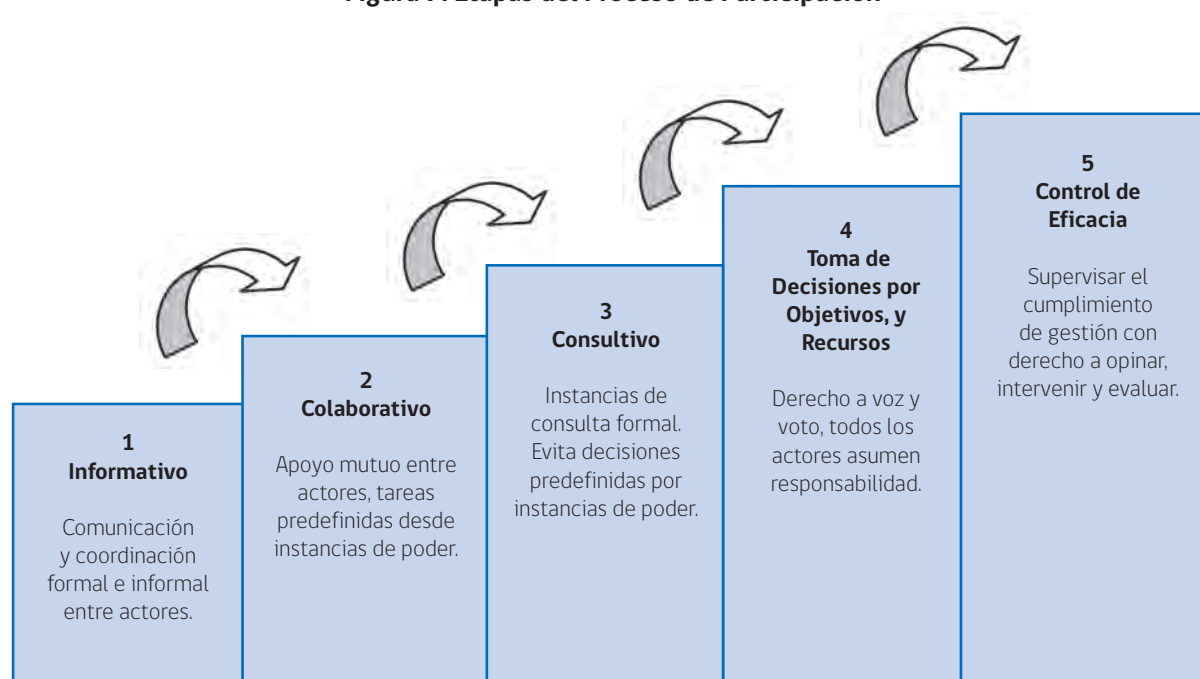 1
Informativo
Comunicación
y coordinación
formal e informal
entre actores.
2
Colaborativo
Apoyo mutuo entre
actores, tareas
predefinidas desde
instancias de poder.
3
Consultivo
Instancias de
consulta formal.
Evita decisiones
predefinidas por
instancias de poder.
4
Toma de
Decisiones por
Objetivos, y
Recursos
Derecho a voz y
voto, todos los
actores asumen
responsabilidad.
5
Control de
Eficacia
Supervisar el
cumplimiento
de gestión con
derecho a opinar,
intervenir y evaluar.